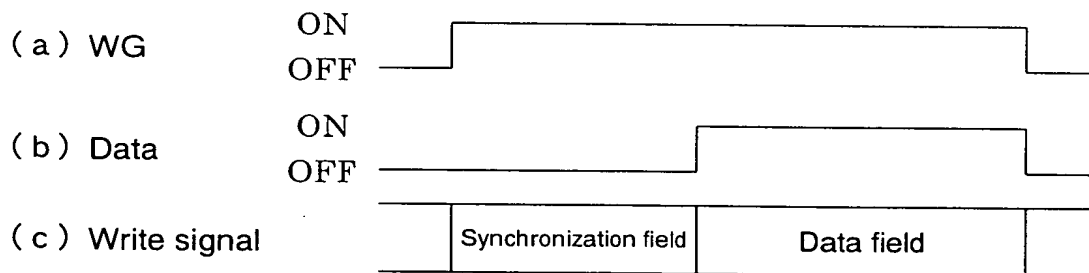 (a) WG ON
OFF
(b) Data ON
OFF
(c) Write signal Synchronization field Data field